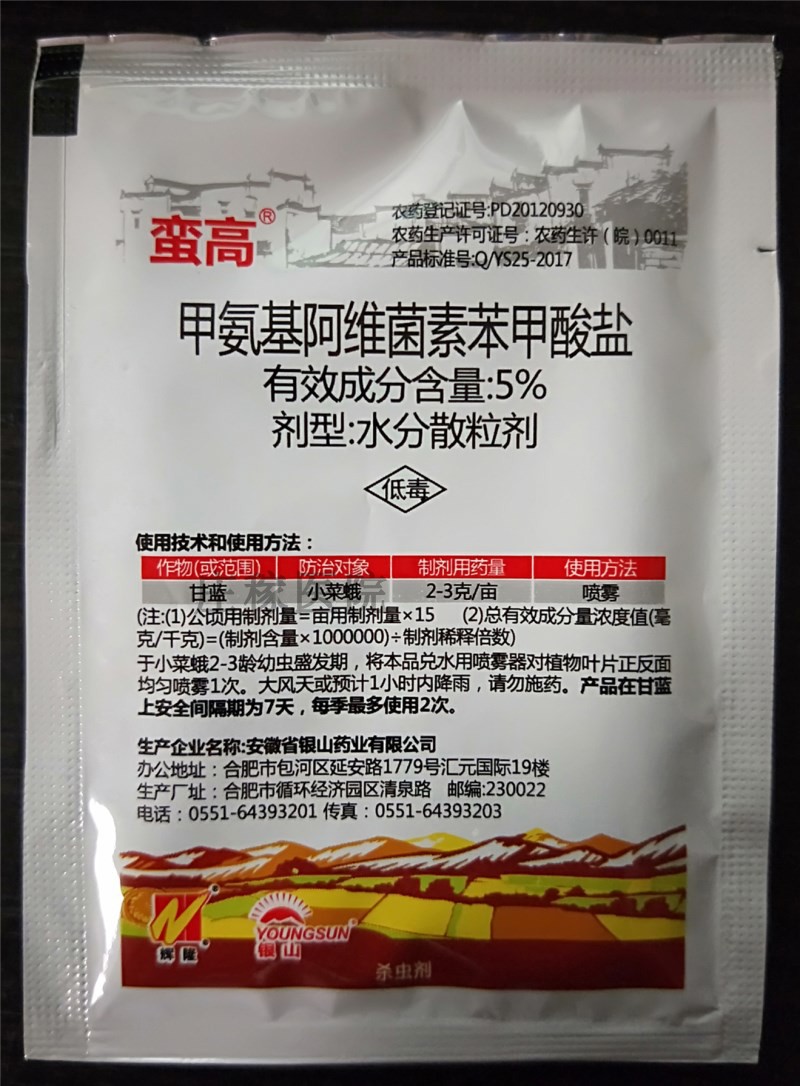 蛮高®
农药登记证号:PD20120930
农药生产许可证号：农药生许（皖）0011
产品标准号:Q/YS25-2017
甲氨基阿维菌素苯甲酸盐
有效成分含量:5%
剂型:水分散粒剂
低毒
使用技术和使用方法：
作物(或范围) 防治对象 制剂用药量 使用方法
甘蓝 小菜蛾 2-3克/亩 喷雾
(注:(1)公顷用制剂量=亩用制剂量×15 (2)总有效成分量浓度值(毫
克/千克)=(制剂含量×1000000)÷制剂稀释倍数)
于小菜蛾2-3龄幼虫盛发期，将本品兑水用喷雾器对植物叶片正反面
均匀喷雾1次。大风天或预计1小时内降雨，请勿施药。产品在甘蓝
上安全间隔期为7天，每季最多使用2次。
生产企业名称:安徽省银山药业有限公司
办公地址：合肥市包河区延安路1779号汇元国际19楼
生产厂址：合肥市循环经济园区清泉路 邮编:230022
电话：0551-64393201 传真：0551-64393203
辉隆
YOUNGSUN®
银山
杀虫剂